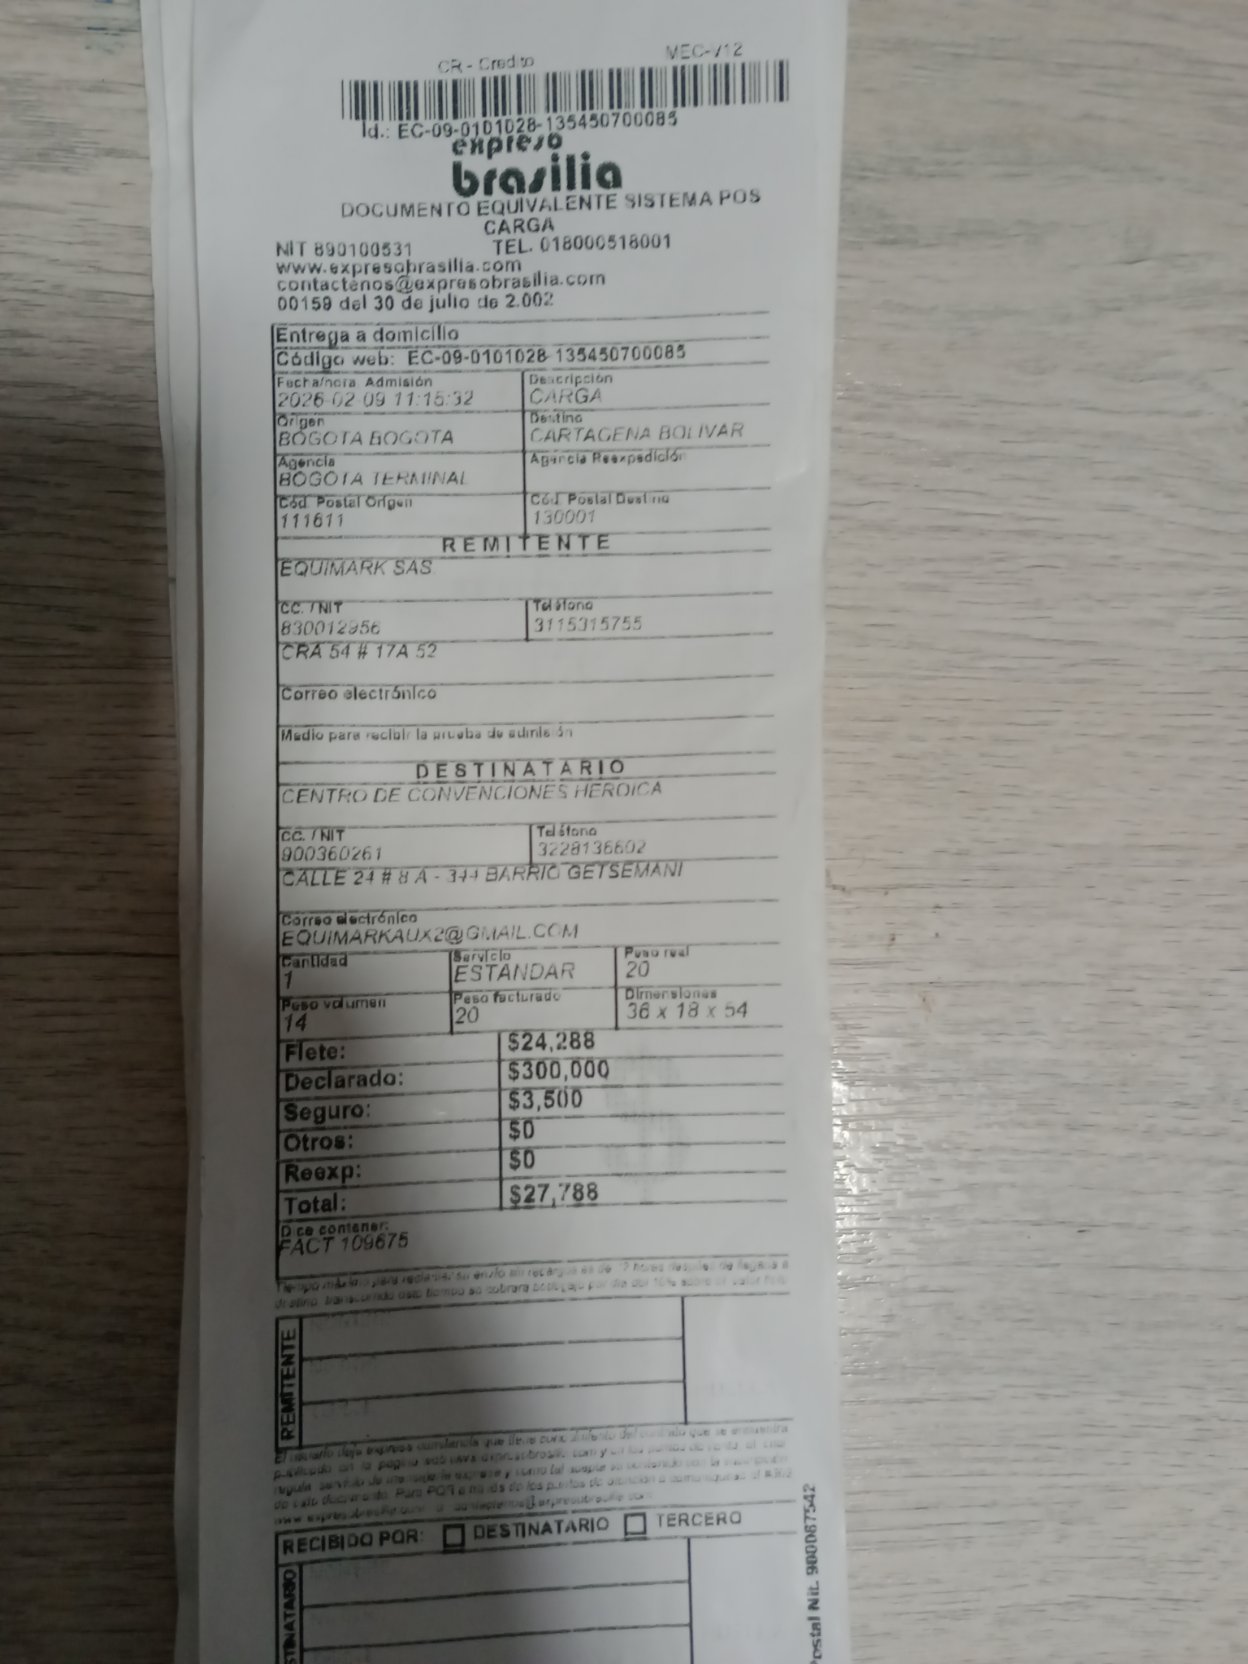 CR - Credito MEC-V12
Id.: EC-09-0101028-135450700085
expreso
brasilia
DOCUMENTO EQUIVALENTE SISTEMA POS
CARGA
NIT 890100531 TEL. 018000518001
www.expresobrasilia.com
contactenos@expresobrasilia.com
00159 del 30 de julio de 2.002
Entrega a domicilio
Código web: EC-09-0101028-135450700085
Fecha/hora Admisión Descripción
2026-02-09 11:15:32 CARGA
Origen Destino
BOGOTA BOGOTA CARTAGENA BOLIVAR
Agencia Agencia Reexpedición
BOGOTA TERMINAL
Cód. Postal Origen Cód. Postal Destino
111611 130001
REMITENTE
EQUIMARK SAS
CC. / NIT Teléfono
830012956 3115315755
CRA 54 # 17A 52
Correo electrónico
Medio para recibir la prueba de admisión
DESTINATARIO
CENTRO DE CONVENCIONES HEROICA
CC. / NIT Teléfono
900360261 3228136602
CALLE 24 # 8 A - 344 BARRIO GETSEMANI
Correo electrónico
EQUIMARKAUX2@GMAIL.COM
Cantidad Servicio Peso real
1 ESTANDAR 20
Peso volumen Peso facturado Dimensiones
14 20 36 x 18 x 54
Flete: $24,288
Declarado: $300,000
Seguro: $3,500
Otros: $0
Reexp: $0
Total: $27,788
Dice contener:
FACT 109675
REMITENTE
RECIBIDO POR: DESTINATARIO TERCERO
Postal Nit. 900087542